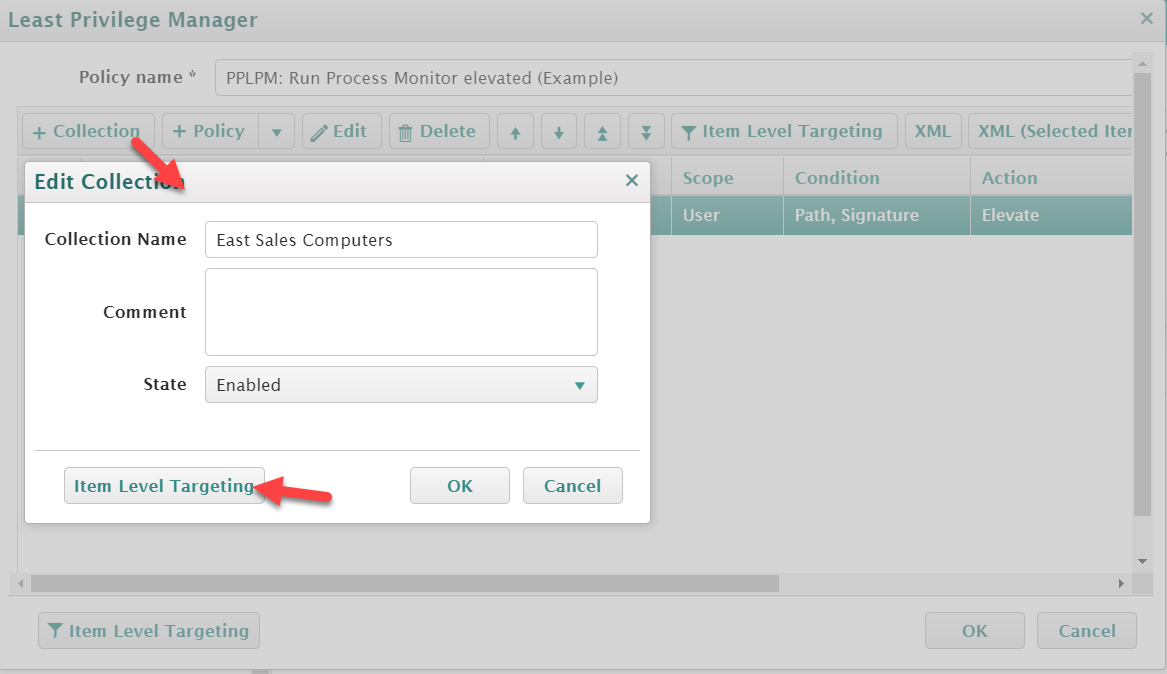 Least Privilege Manager
Policy name * PPLPM: Run Process Monitor elevated (Example)
+ Collection + Policy Edit Delete Item Level Targeting XML XML (Selected Iter
Edit Collection
Scope Condition Action
User Path, Signature Elevate
Collection Name East Sales Computers
Comment
State Enabled
Item Level Targeting OK Cancel
Item Level Targeting OK Cancel